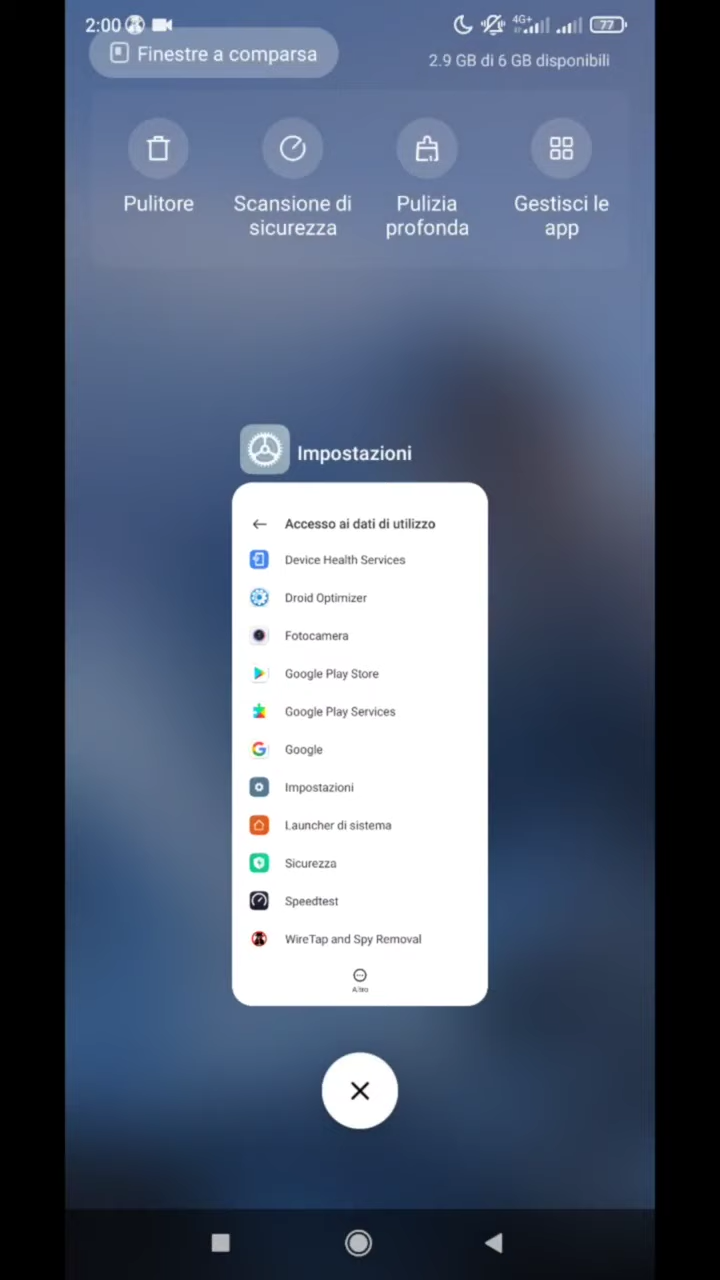 2:00
4G+
77
Finestre a comparsa
2.9 GB di 6 GB disponibili
Pulitore
Scansione di
sicurezza
Pulizia
profonda
Gestisci le
app
Impostazioni
Accesso ai dati di utilizzo
Device Health Services
Droid Optimizer
Fotocamera
Google Play Store
Google Play Services
Google
Impostazioni
Launcher di sistema
Sicurezza
Speedtest
WireTap and Spy Removal
Altro